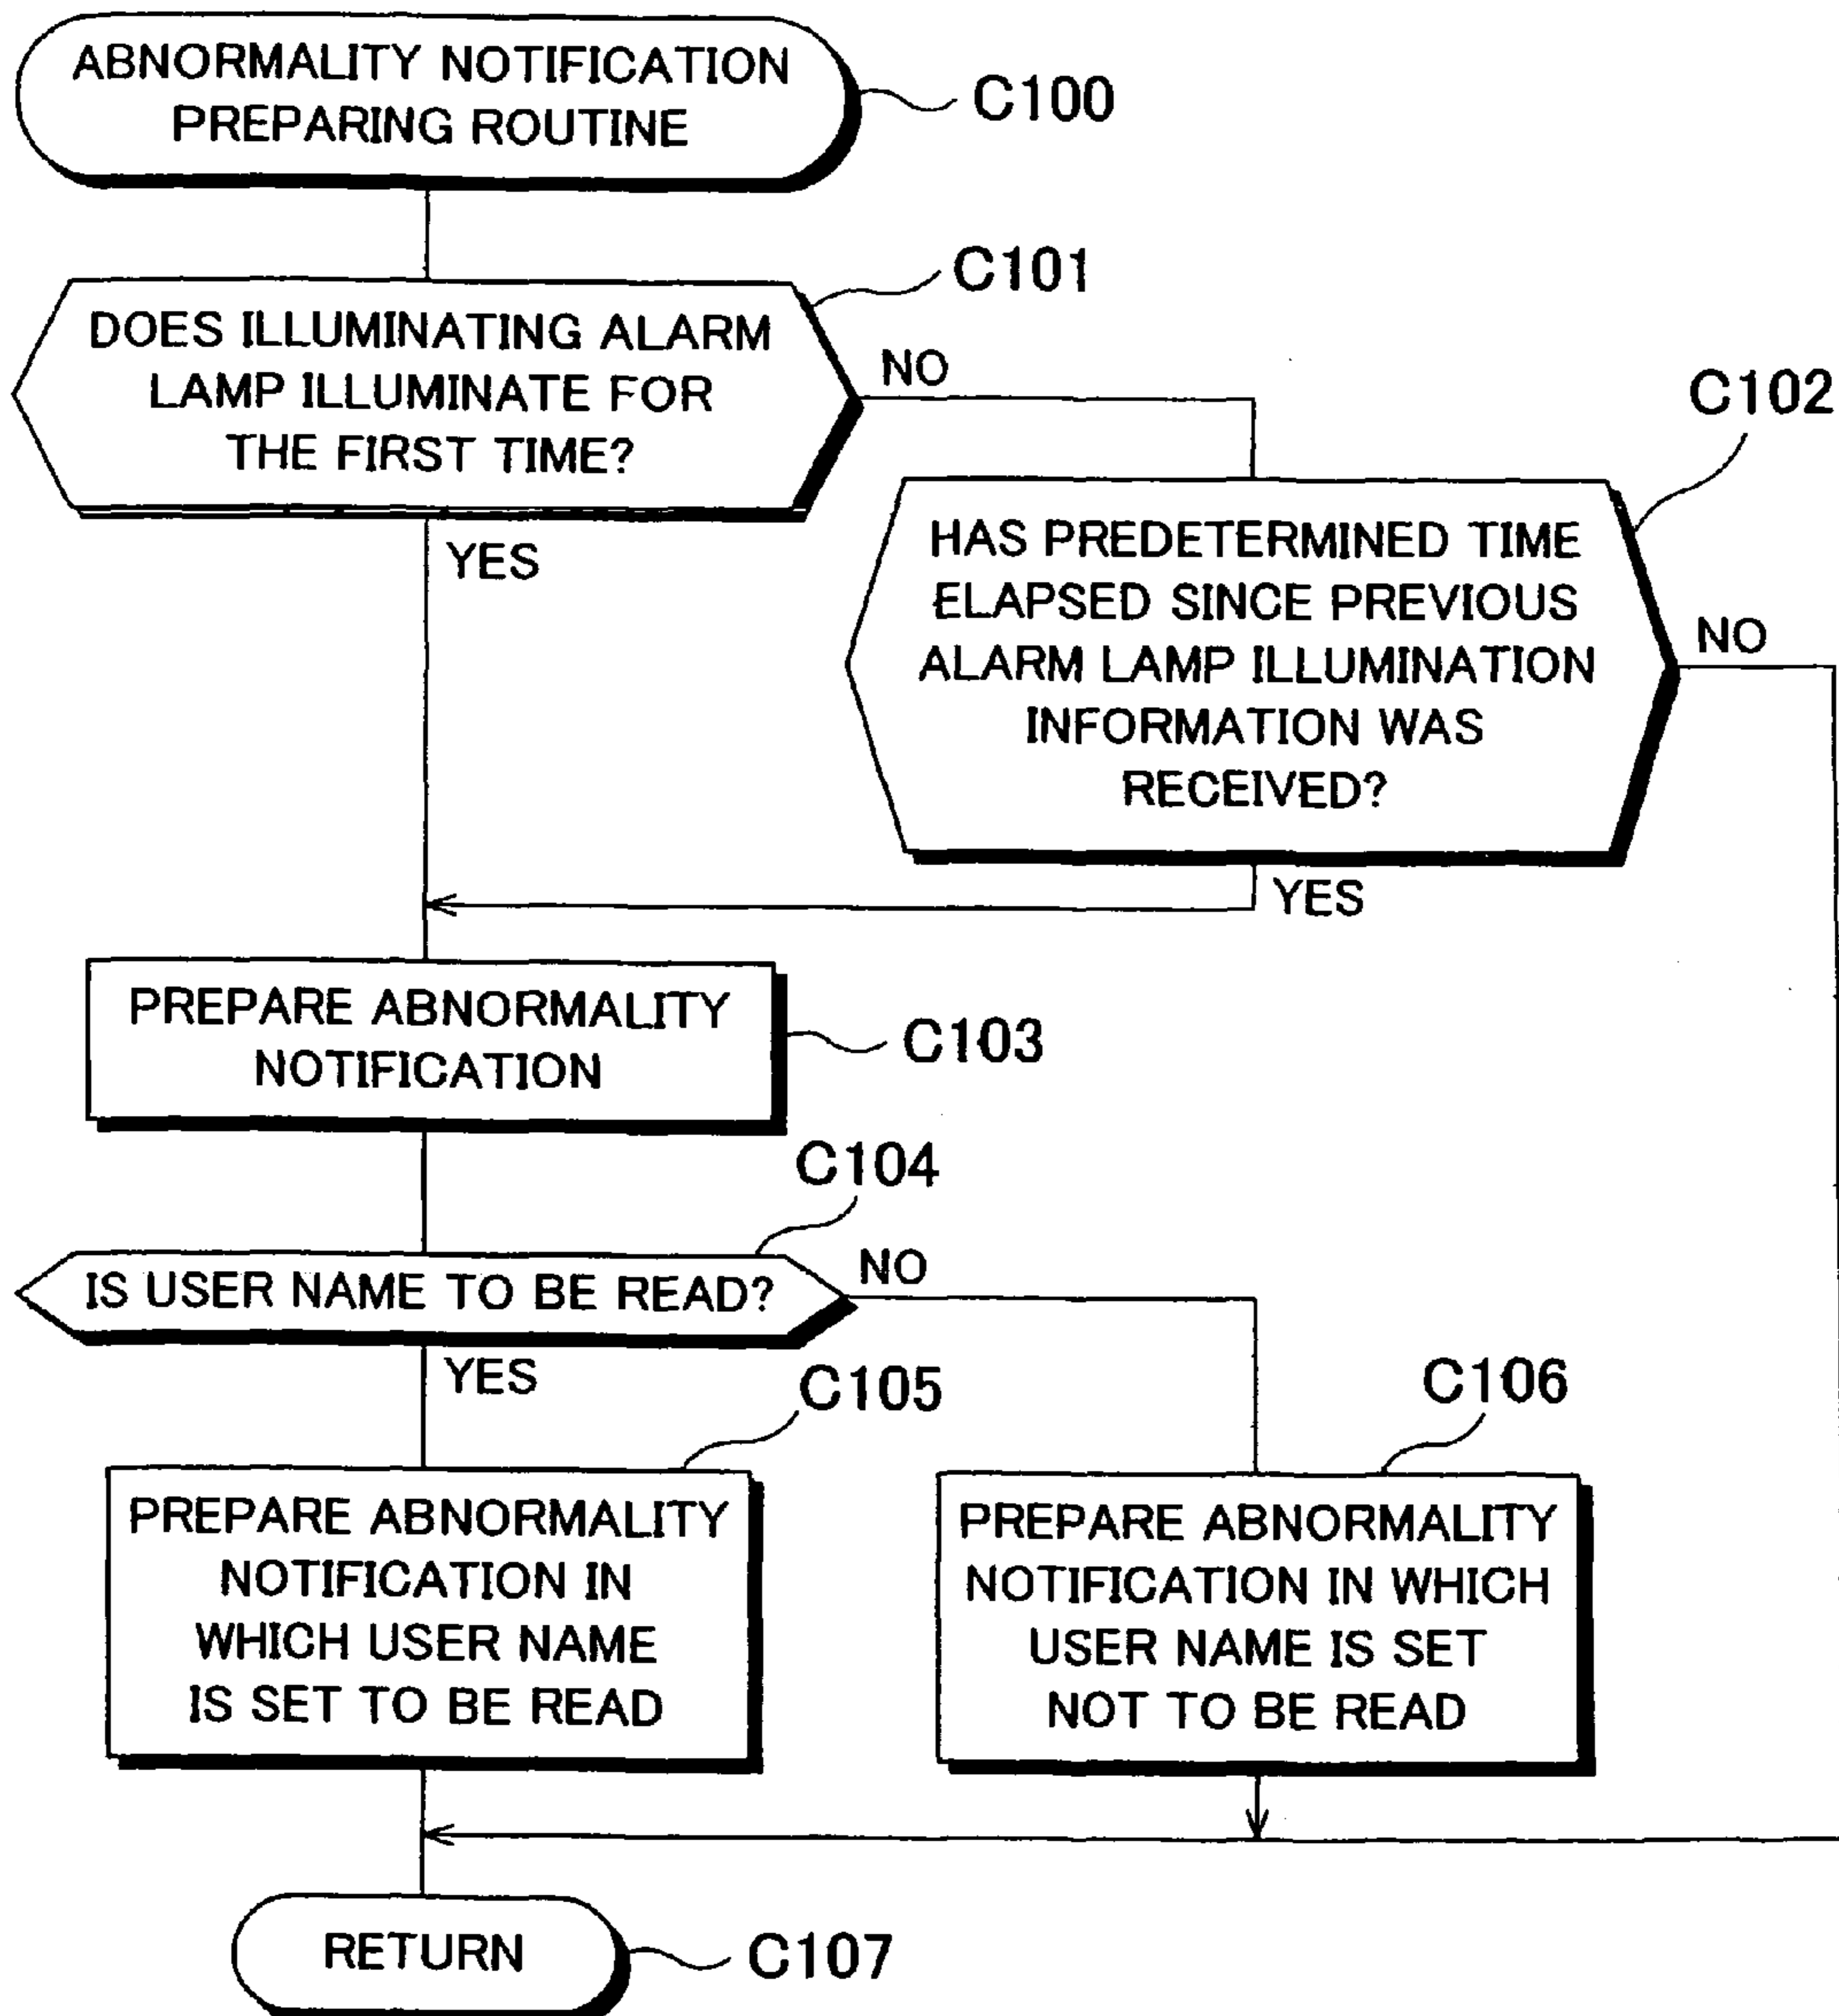 ABNORMALITY NOTIFICATION
PREPARING ROUTINE
C100
C101
DOES ILLUMINATING ALARM
LAMP ILLUMINATE FOR
THE FIRST TIME?
NO
YES
C102
HAS PREDETERMINED TIME
ELAPSED SINCE PREVIOUS
ALARM LAMP ILLUMINATION
INFORMATION WAS
RECEIVED?
NO
YES
PREPARE ABNORMALITY
NOTIFICATION
C103
C104
IS USER NAME TO BE READ?
NO
YES
C105
PREPARE ABNORMALITY
NOTIFICATION IN
WHICH USER NAME
IS SET TO BE READ
C106
PREPARE ABNORMALITY
NOTIFICATION IN WHICH
USER NAME IS SET
NOT TO BE READ
RETURN
C107